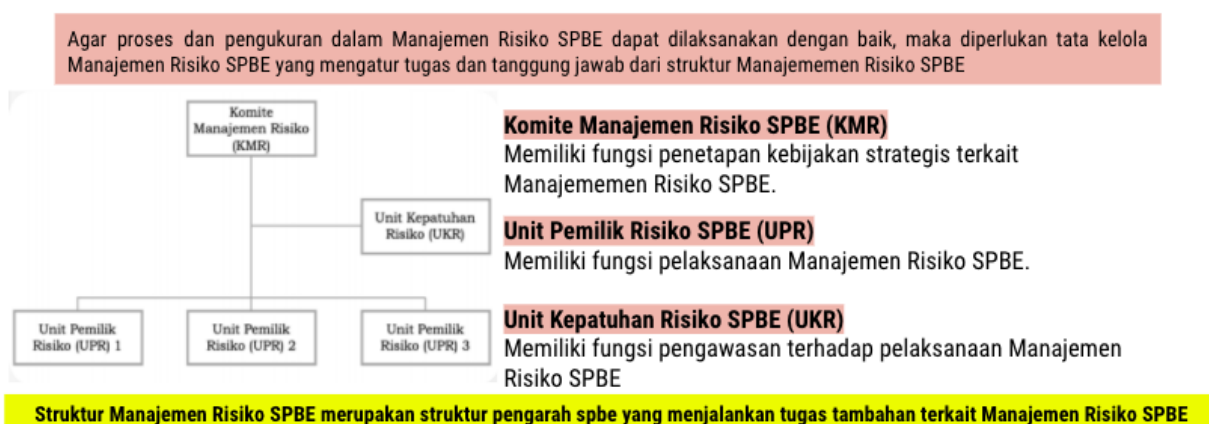 Agar proses dan pengukuran dalam Manajemen Risiko SPBE dapat dilaksanakan dengan baik, maka diperlukan tata kelola
Manajemen Risiko SPBE yang mengatur tugas dan tanggung jawab dari struktur Manajememen Risiko SPBE
Komite
Manajemen Risiko
(KMR)
Unit Kepatuhan
Risiko (UKR)
Unit Pemilik
Risiko (UPR) 1
Unit Pemilik
Risiko (UPR) 2
Unit Pemilik
Risiko (UPR) 3
Komite Manajemen Risiko SPBE (KMR)
Memiliki fungsi penetapan kebijakan strategis terkait
Manajememen Risiko SPBE.
Unit Pemilik Risiko SPBE (UPR)
Memiliki fungsi pelaksanaan Manajemen Risiko SPBE.
Unit Kepatuhan Risiko SPBE (UKR)
Memiliki fungsi pengawasan terhadap pelaksanaan Manajemen
Risiko SPBE
Struktur Manajemen Risiko SPBE merupakan struktur pengarah spbe yang menjalankan tugas tambahan terkait Manajemen Risiko SPBE